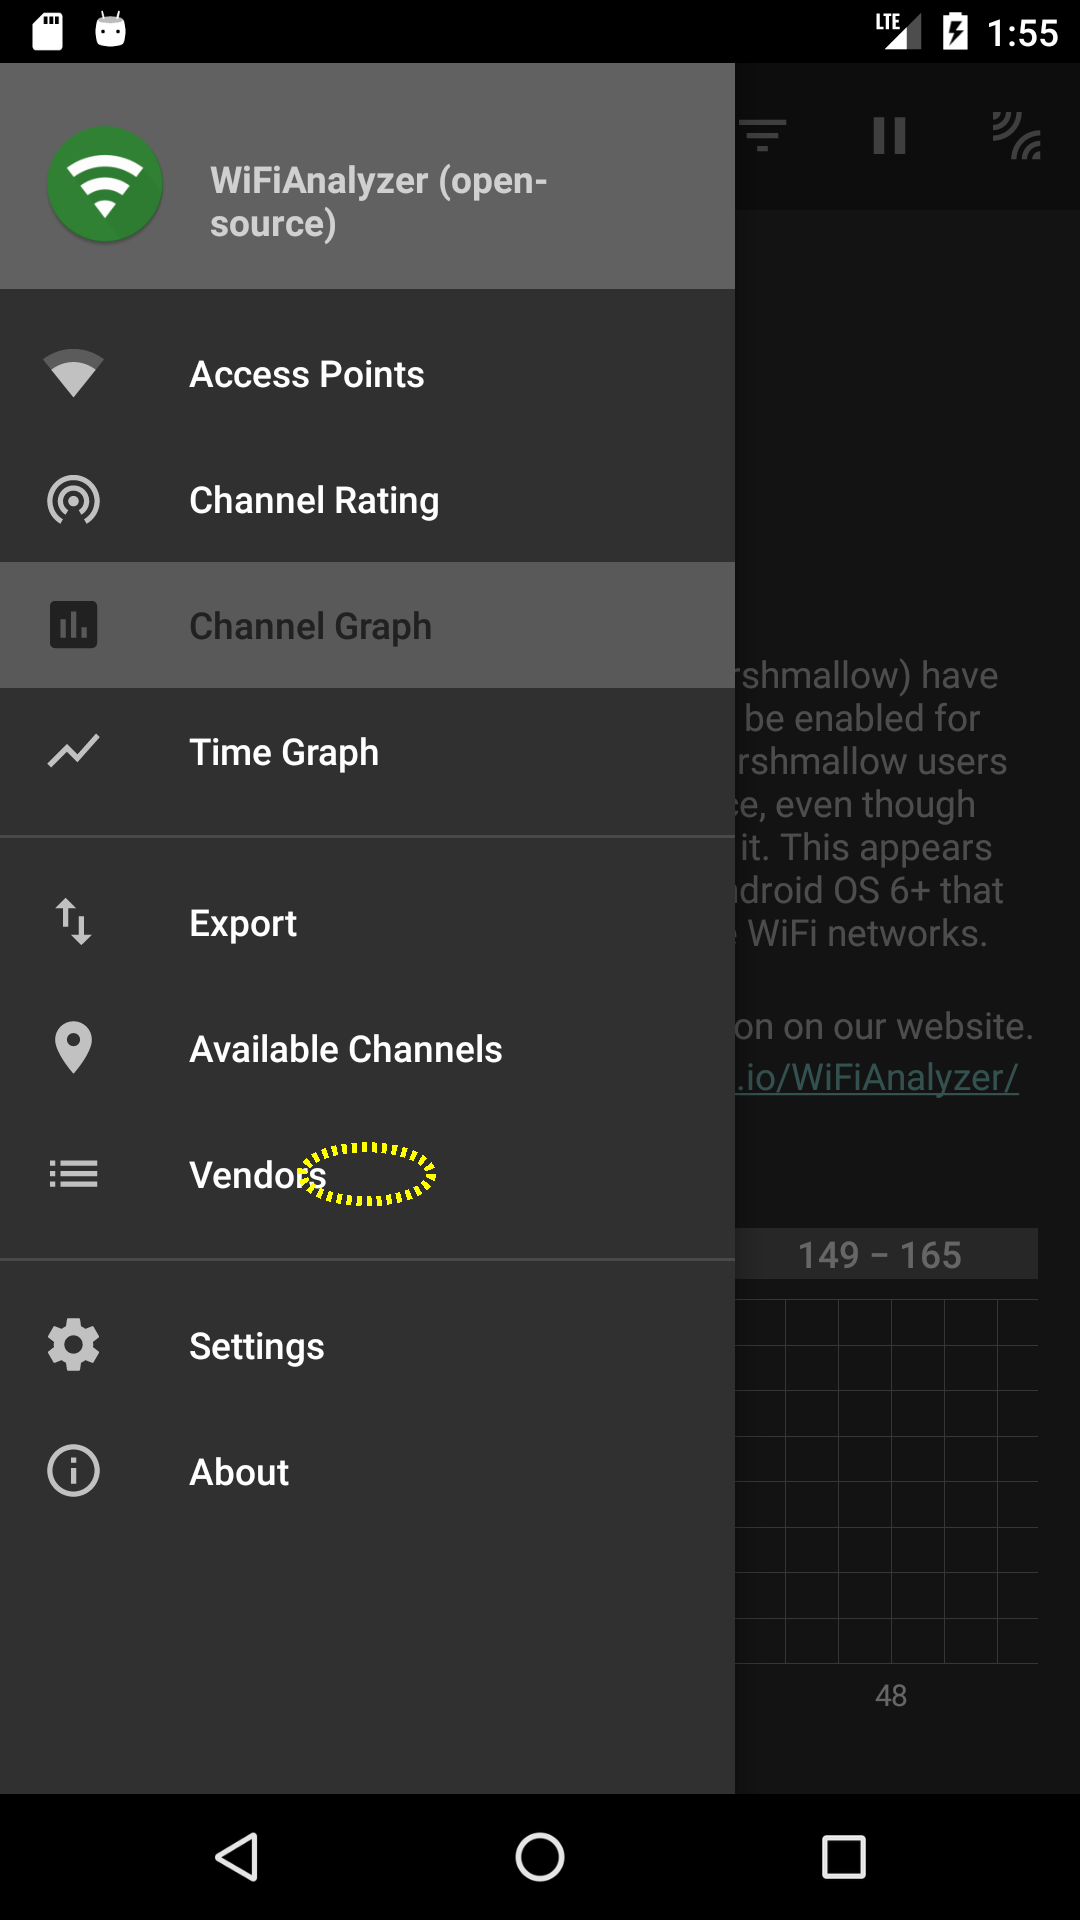 LTE 1:55
WiFiAnalyzer (open-
source)
Access Points
Channel Rating
Channel Graph
Time Graph
Export
Available Channels
Vendors
Settings
About
rshmallow) have
be enabled for
rshmallow users
ce, even though
it. This appears
ndroid OS 6+ that
e WiFi networks.
on on our website.
.io/WiFiAnalyzer/
149 – 165
48